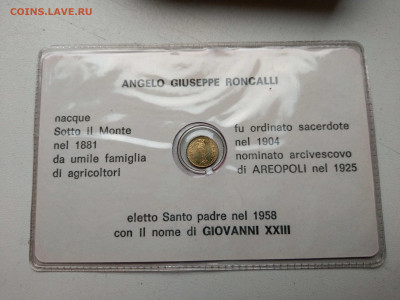 COINS.LAVE.RU
ANGELO GIUSEPPE RONCALLI
nacque
Sotto il Monte
nel 1881
da umile famiglia
di agricoltori
fu ordinato sacerdote
nel 1904
nominato arcivescovo
di AREOPOLI nel 1925
eletto Santo padre nel 1958
con Il nome di GIOVANNI XXIII